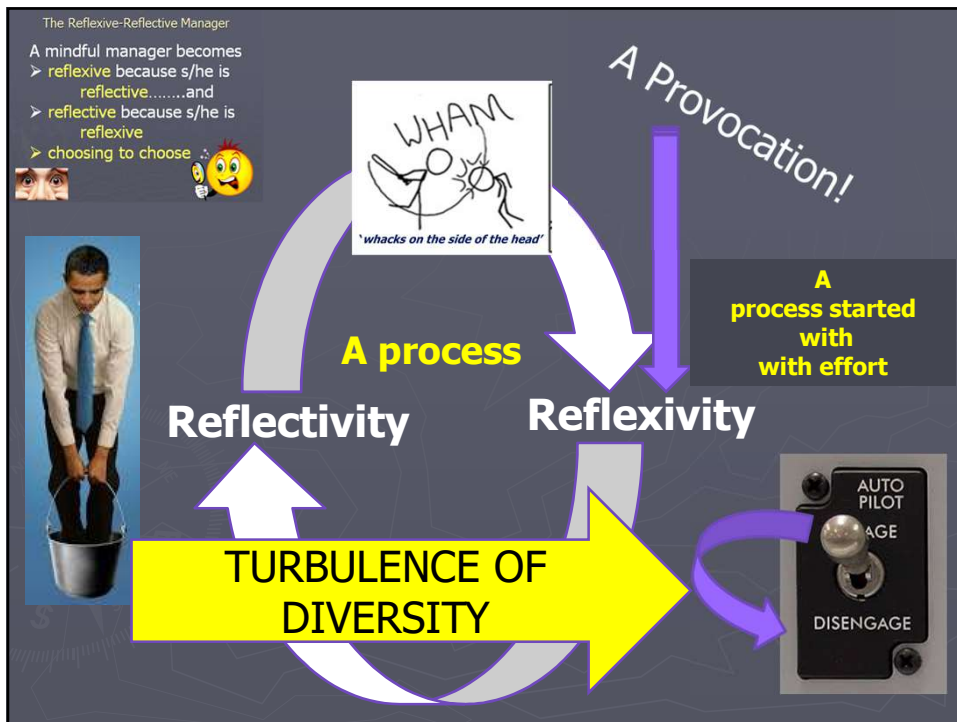 The Reflexive-Reflective Manager
A mindful manager becomes
➢ reflexive because s/he is
reflective........and
➢ reflective because s/he is
reflexive
➢ choosing to choose
WHAM
'whacks on the side of the head'
A Provocation!
A
process started
with
with effort
A process
Reflectivity
Reflexivity
TURBULENCE OF
DIVERSITY
AUTO
PILOT
AGE
DISENGAGE